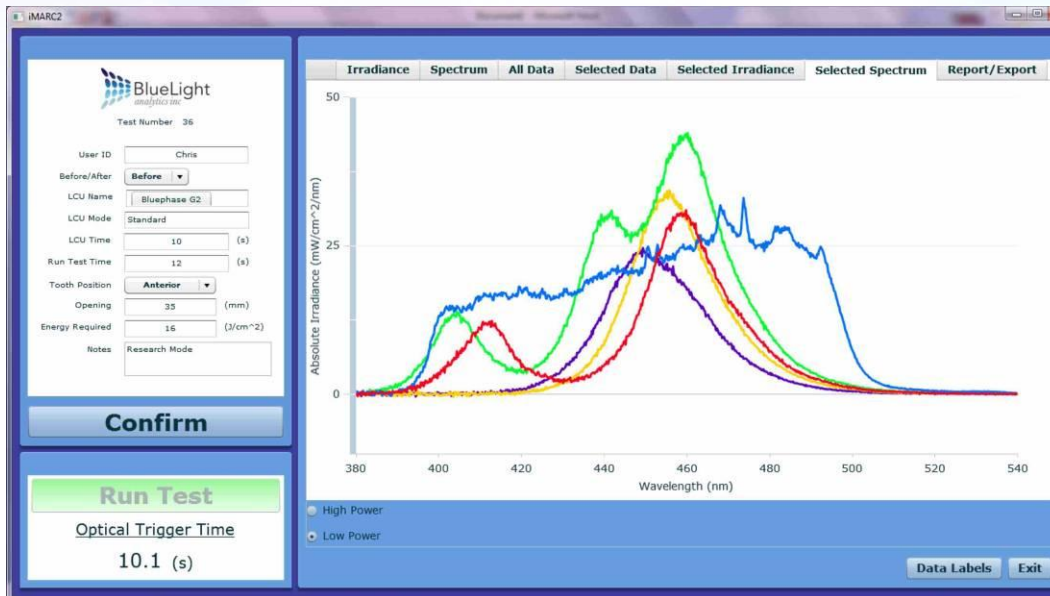 iMARC2
BlueLight
analytics inc
Test Number 36
User ID Chris
Before/After Before
LCU Name Bluephase G2
LCU Mode Standard
LCU Time 10 (s)
Run Test Time 12 (s)
Tooth Position Anterior
Opening 35 (mm)
Energy Required 16 (J/cm^2)
Notes Research Mode
Confirm
Run Test
Optical Trigger Time
10.1 (s)
Irradiance Spectrum All Data Selected Data Selected Irradiance Selected Spectrum Report/Export
Absolute Irradiance (mW/cm^2/nm)
50
25
0
380 400 420 440 460 480 500 520 540
Wavelength (nm)
High Power
Low Power
Data Labels Exit